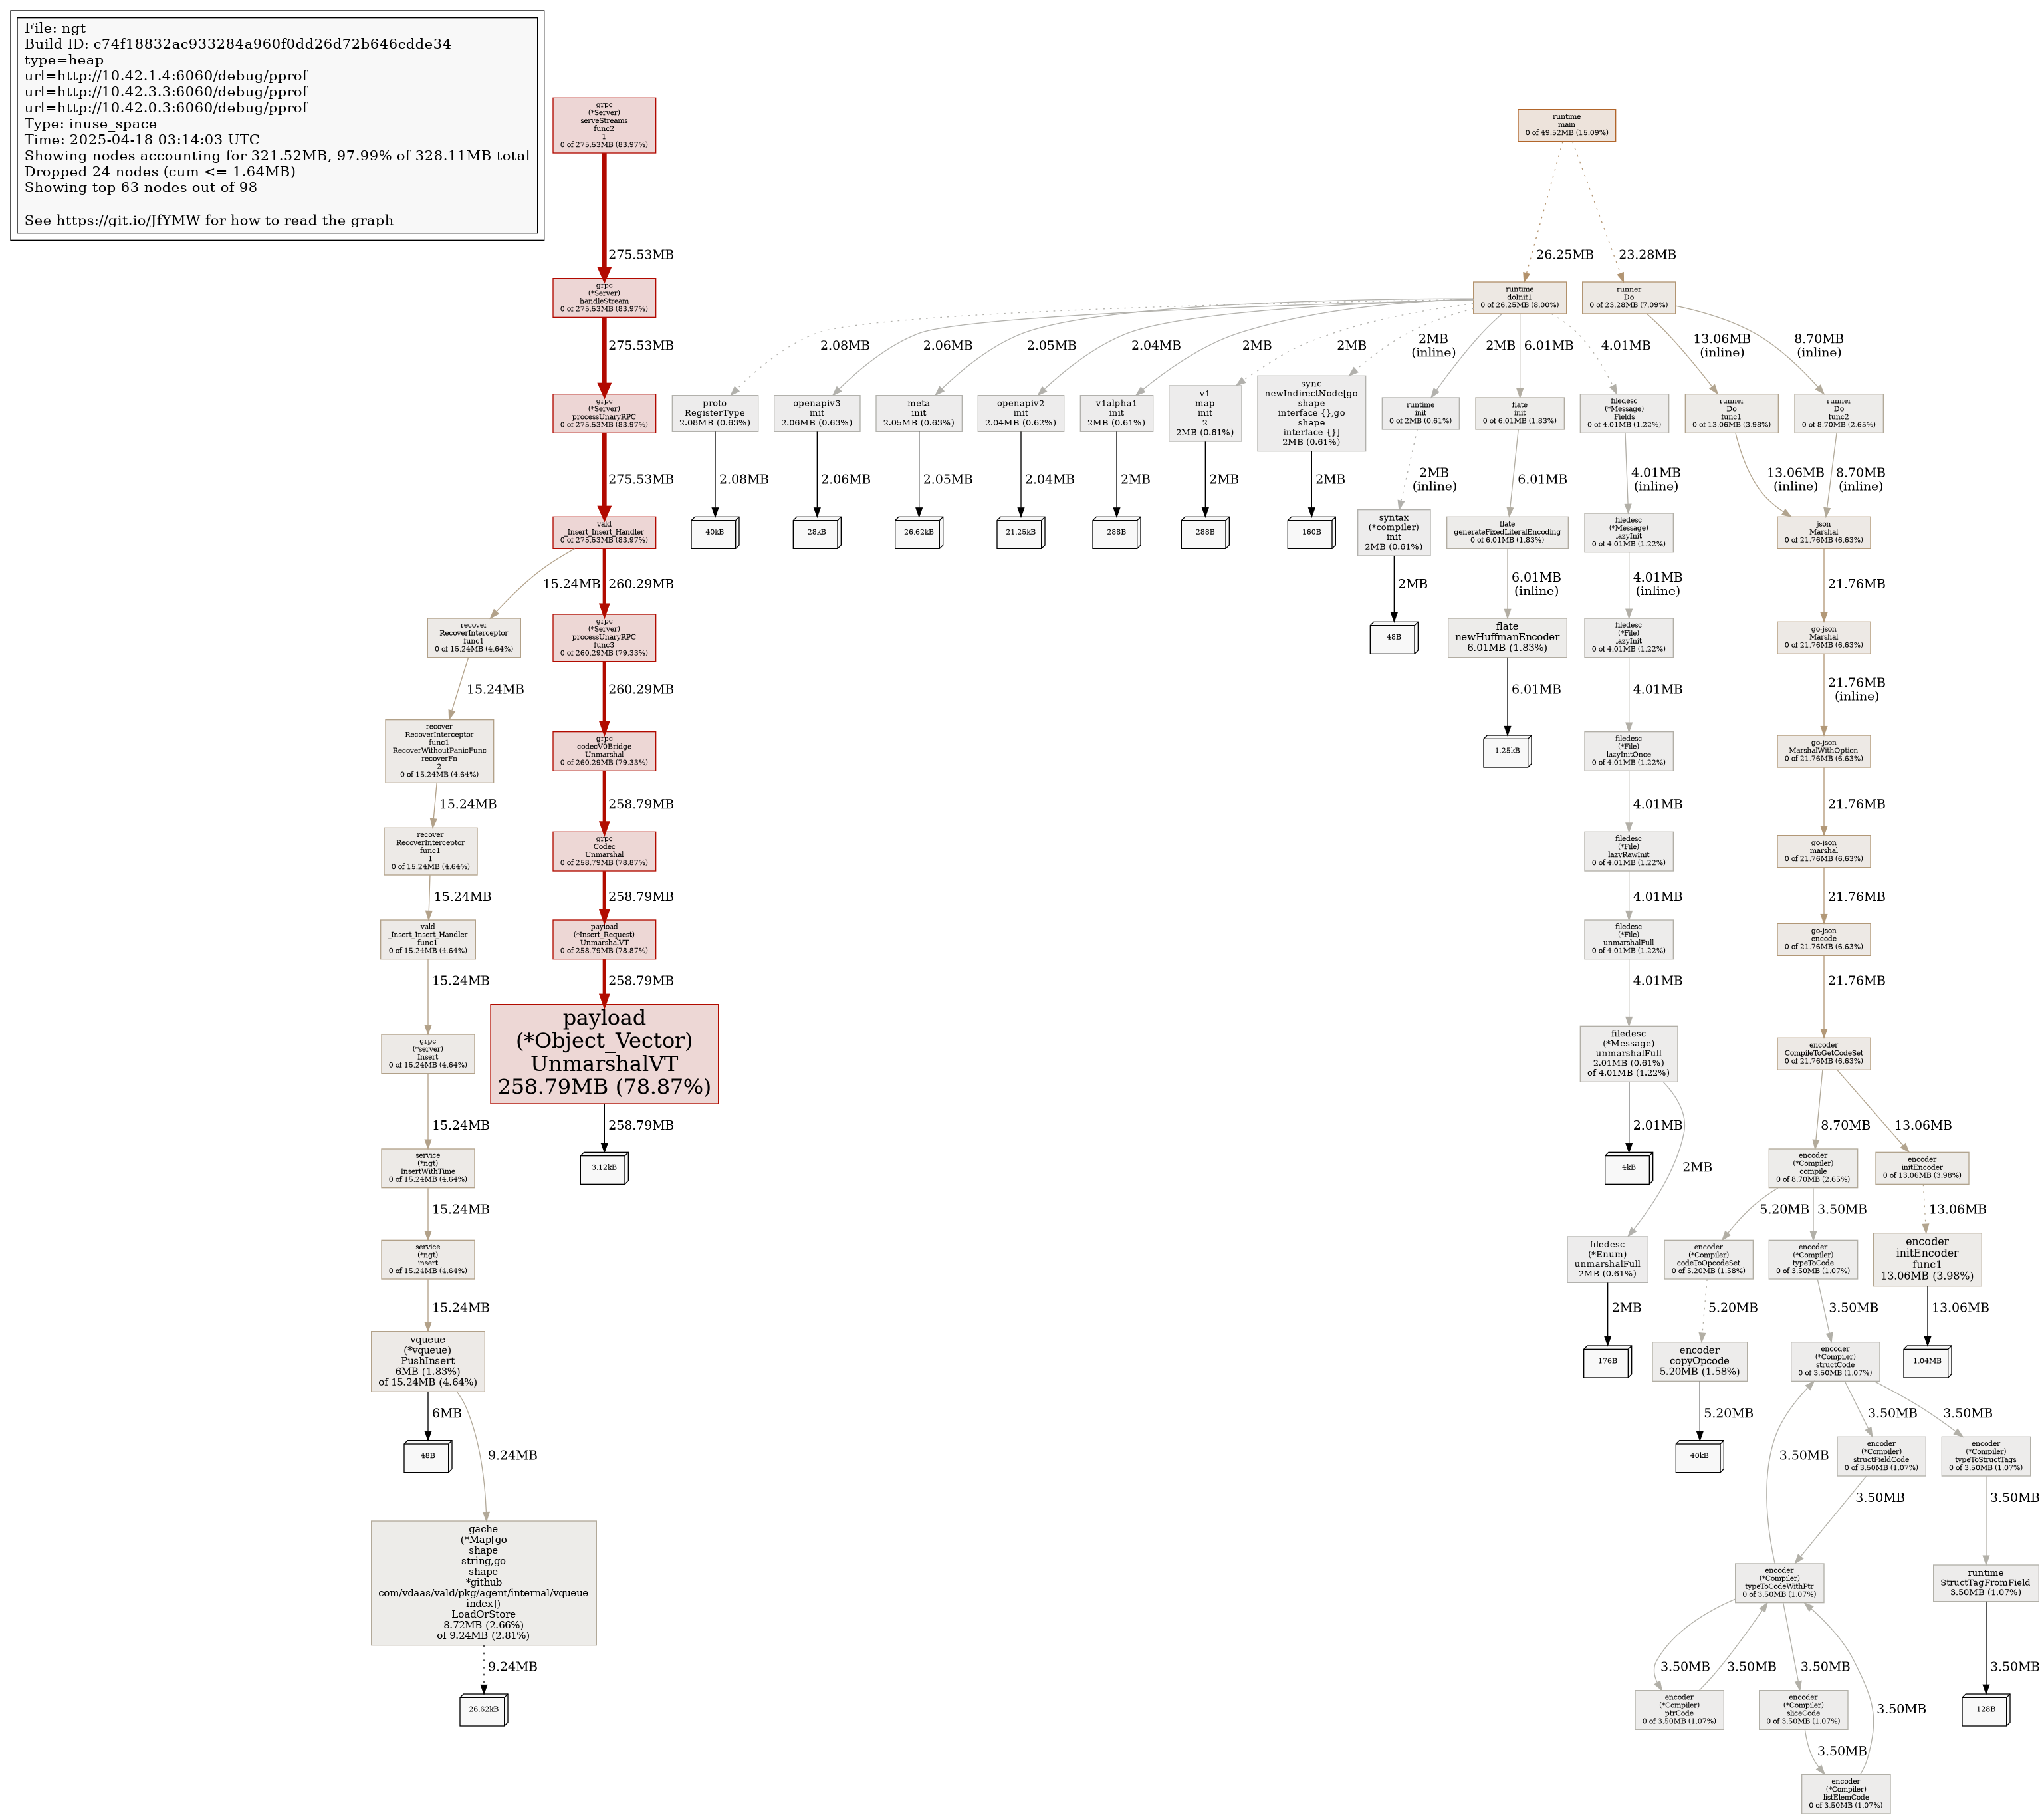 File: ngt
Build ID: c74f18832ac933284a960f0dd26d72b646cdde34
type=heap
url=http://10.42.1.4:6060/debug/pprof
url=http://10.42.3.3:6060/debug/pprof
url=http://10.42.0.3:6060/debug/pprof
Type: inuse_space
Time: 2025-04-18 03:14:03 UTC
Showing nodes accounting for 321.52MB, 97.99% of 328.11MB total
Dropped 24 nodes (cum <= 1.64MB)
Showing top 63 nodes out of 98
See https://git.io/JfYMW for how to read the graph
grpc
(*Server)
serveStreams
func2
1
0 of 275.53MB (83.97%)
275.53MB
grpc
(*Server)
handleStream
0 of 275.53MB (83.97%)
275.53MB
grpc
(*Server)
processUnaryRPC
0 of 275.53MB (83.97%)
275.53MB
vald
_Insert_Insert_Handler
0 of 275.53MB (83.97%)
15.24MB
260.29MB
recover
RecoverInterceptor
func1
0 of 15.24MB (4.64%)
15.24MB
recover
RecoverInterceptor
func1
RecoverWithoutPanicFunc
recoverFn
2
0 of 15.24MB (4.64%)
15.24MB
recover
RecoverInterceptor
func1
1
0 of 15.24MB (4.64%)
15.24MB
vald
_Insert_Insert_Handler
func1
0 of 15.24MB (4.64%)
15.24MB
grpc
(*server)
Insert
0 of 15.24MB (4.64%)
15.24MB
service
(*ngt)
InsertWithTime
0 of 15.24MB (4.64%)
15.24MB
service
(*ngt)
insert
0 of 15.24MB (4.64%)
15.24MB
vqueue
(*vqueue)
PushInsert
6MB (1.83%)
of 15.24MB (4.64%)
6MB
48B
9.24MB
gache
(*Map[go
shape
string,go
shape
*github
com/vdaas/vald/pkg/agent/internal/vqueue
index])
LoadOrStore
8.72MB (2.66%)
of 9.24MB (2.81%)
9.24MB
26.62kB
grpc
(*Server)
processUnaryRPC
func3
0 of 260.29MB (79.33%)
260.29MB
grpc
codecV0Bridge
Unmarshal
0 of 260.29MB (79.33%)
258.79MB
grpc
Codec
Unmarshal
0 of 258.79MB (78.87%)
258.79MB
payload
(*Insert_Request)
UnmarshalVT
0 of 258.79MB (78.87%)
258.79MB
payload
(*Object_Vector)
UnmarshalVT
258.79MB (78.87%)
258.79MB
3.12kB
runtime
main
0 of 49.52MB (15.09%)
26.25MB
23.28MB
runtime
doInit1
0 of 26.25MB (8.00%)
runner
Do
0 of 23.28MB (7.09%)
2.08MB
2.06MB
2.05MB
2.04MB
2MB
2MB
2MB
(inline)
2MB
6.01MB
4.01MB
13.06MB
(inline)
8.70MB
(inline)
proto
RegisterType
2.08MB (0.63%)
2.08MB
40kB
openapiv3
init
2.06MB (0.63%)
2.06MB
28kB
meta
init
2.05MB (0.63%)
2.05MB
26.62kB
openapiv2
init
2.04MB (0.62%)
2.04MB
21.25kB
v1alpha1
init
2MB (0.61%)
2MB
288B
v1
map
init
2
2MB (0.61%)
2MB
288B
sync
newIndirectNode[go
shape
interface {},go
shape
interface {}]
2MB (0.61%)
2MB
160B
runtime
init
0 of 2MB (0.61%)
2MB
(inline)
syntax
(*compiler)
init
2MB (0.61%)
2MB
48B
flate
init
0 of 6.01MB (1.83%)
6.01MB
flate
generateFixedLiteralEncoding
0 of 6.01MB (1.83%)
6.01MB
(inline)
flate
newHuffmanEncoder
6.01MB (1.83%)
6.01MB
1.25kB
filedesc
(*Message)
Fields
0 of 4.01MB (1.22%)
4.01MB
(inline)
filedesc
(*Message)
lazyInit
0 of 4.01MB (1.22%)
4.01MB
(inline)
filedesc
(*File)
lazyInit
0 of 4.01MB (1.22%)
4.01MB
filedesc
(*File)
lazyInitOnce
0 of 4.01MB (1.22%)
4.01MB
filedesc
(*File)
lazyRawInit
0 of 4.01MB (1.22%)
4.01MB
filedesc
(*File)
unmarshalFull
0 of 4.01MB (1.22%)
4.01MB
filedesc
(*Message)
unmarshalFull
2.01MB (0.61%)
of 4.01MB (1.22%)
2.01MB
4kB
2MB
filedesc
(*Enum)
unmarshalFull
2MB (0.61%)
2MB
176B
runner
Do
func1
0 of 13.06MB (3.98%)
13.06MB
(inline)
runner
Do
func2
0 of 8.70MB (2.65%)
8.70MB
(inline)
json
Marshal
0 of 21.76MB (6.63%)
21.76MB
go-json
Marshal
0 of 21.76MB (6.63%)
21.76MB
(inline)
go-json
MarshalWithOption
0 of 21.76MB (6.63%)
21.76MB
go-json
marshal
0 of 21.76MB (6.63%)
21.76MB
go-json
encode
0 of 21.76MB (6.63%)
21.76MB
encoder
CompileToGetCodeSet
0 of 21.76MB (6.63%)
8.70MB
13.06MB
encoder
(*Compiler)
compile
0 of 8.70MB (2.65%)
5.20MB
3.50MB
encoder
initEncoder
0 of 13.06MB (3.98%)
13.06MB
encoder
initEncoder
func1
13.06MB (3.98%)
13.06MB
1.04MB
encoder
(*Compiler)
codeToOpcodeSet
0 of 5.20MB (1.58%)
5.20MB
encoder
copyOpcode
5.20MB (1.58%)
5.20MB
40kB
encoder
(*Compiler)
typeToCode
0 of 3.50MB (1.07%)
3.50MB
encoder
(*Compiler)
structCode
0 of 3.50MB (1.07%)
3.50MB
3.50MB
3.50MB
encoder
(*Compiler)
structFieldCode
0 of 3.50MB (1.07%)
3.50MB
encoder
(*Compiler)
typeToStructTags
0 of 3.50MB (1.07%)
3.50MB
runtime
StructTagFromField
3.50MB (1.07%)
3.50MB
128B
encoder
(*Compiler)
typeToCodeWithPtr
0 of 3.50MB (1.07%)
3.50MB
3.50MB
3.50MB
3.50MB
encoder
(*Compiler)
ptrCode
0 of 3.50MB (1.07%)
encoder
(*Compiler)
sliceCode
0 of 3.50MB (1.07%)
3.50MB
encoder
(*Compiler)
listElemCode
0 of 3.50MB (1.07%)